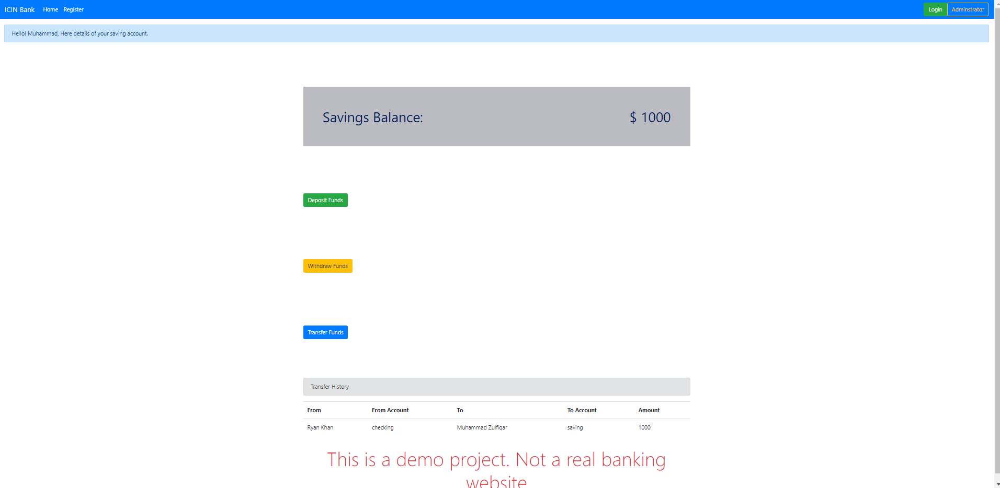 ICIN Bank Home Register Login Adminstrator
Hello! Muhammad, Here details of your saving account.
Savings Balance: $ 1000
Deposit Funds
Withdraw Funds
Transfer Funds
Transfer History
From From Account To To Account Amount
Ryan Khan checking Muhammad Zulfiqar saving 1000
This is a demo project. Not a real banking
website